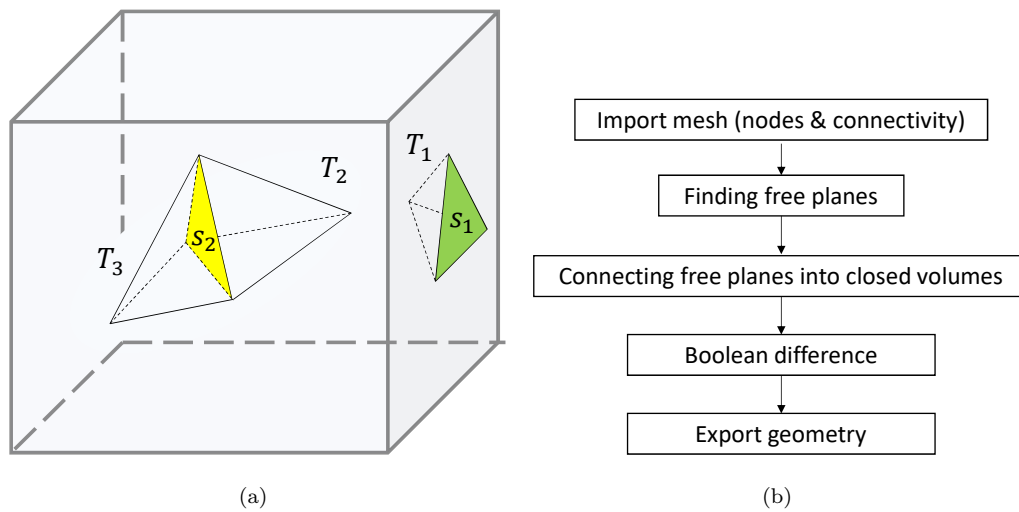 T₁
T₂
s₁
s₂
T₃
(a)
Import mesh (nodes & connectivity)
Finding free planes
Connecting free planes into closed volumes
Boolean difference
Export geometry
(b)